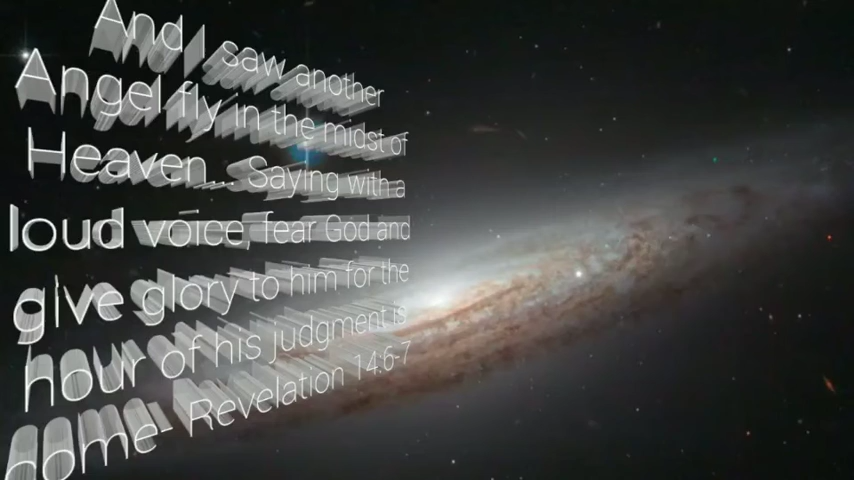 And I saw another
Angel fly in the midst of
Heaven... Saying with a
loud voice, fear God and
give glory to him for the
hour of his judgment is
come- Revelation 14:6-7